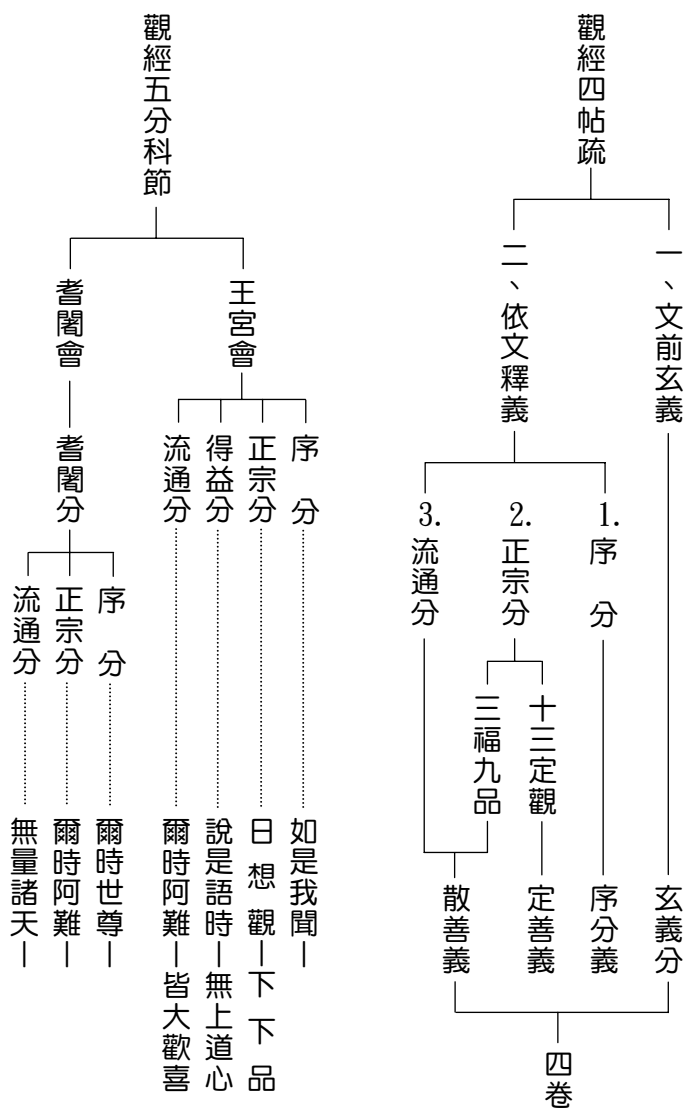 觀經四帖疏
一、文前玄義
二、依文釋義
1. 序分
2. 正宗分
3. 流通分
十三定觀
三福九品
玄義分
序分義
定善義
散善義
四卷
觀經五分科節
王宮會
序分
如是我聞—
正宗分
日想觀—下下品
得益分
說是語時—無上道心
流通分
爾時阿難—皆大歡喜
耆闍會
耆闍分
序分
爾時世尊—
正宗分
爾時阿難—
流通分
無量諸天—